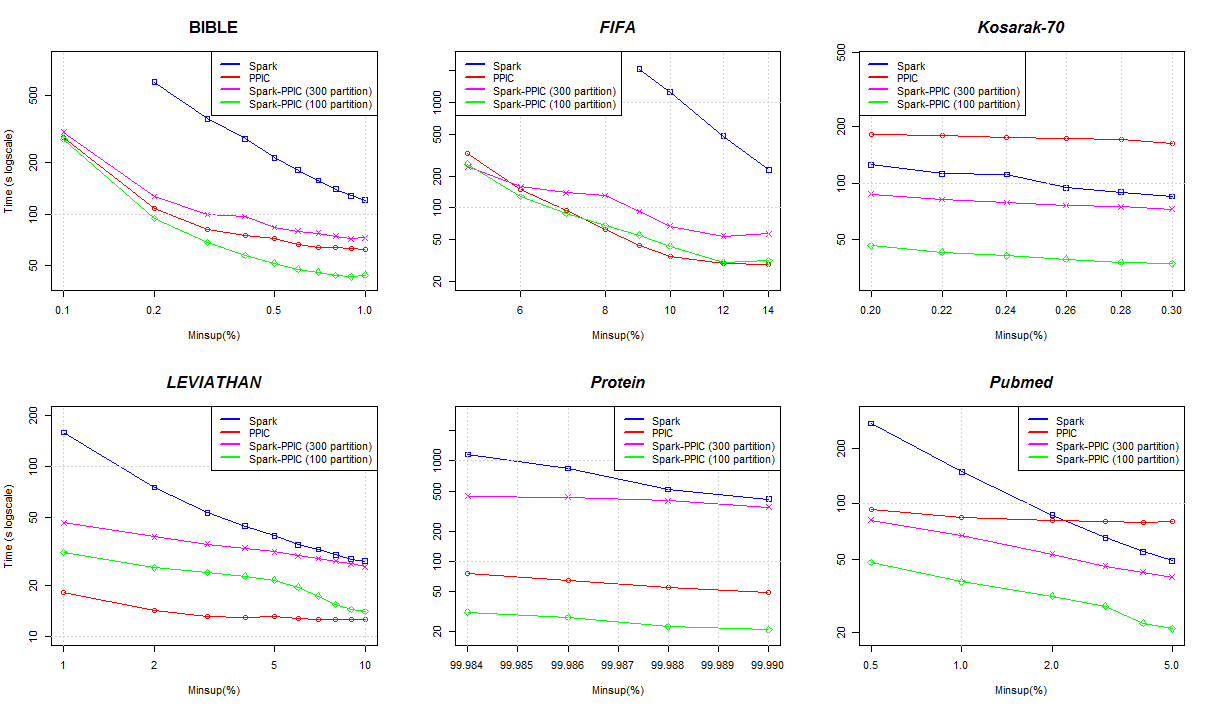 BIBLE
Spark
PPIC
Spark-PPIC (300 partition)
Spark-PPIC (100 partition)
Time (s logscale)
500
200
100
50
0.1 0.2 0.5 1.0
Minsup(%)
FIFA
Spark
PPIC
Spark-PPIC (300 partition)
Spark-PPIC (100 partition)
1000
500
200
100
50
20
6 8 10 12 14
Minsup(%)
Kosarak-70
Spark
PPIC
Spark-PPIC (300 partition)
Spark-PPIC (100 partition)
500
200
100
50
0.20 0.22 0.24 0.26 0.28 0.30
Minsup(%)
LEVIATHAN
Spark
PPIC
Spark-PPIC (300 partition)
Spark-PPIC (100 partition)
Time (s logscale)
200
100
50
20
10
1 2 5 10
Minsup(%)
Protein
Spark
PPIC
Spark-PPIC (300 partition)
Spark-PPIC (100 partition)
1000
500
200
100
50
20
99.984 99.985 99.986 99.987 99.988 99.989 99.990
Minsup(%)
Pubmed
Spark
PPIC
Spark-PPIC (300 partition)
Spark-PPIC (100 partition)
200
100
50
20
0.5 1.0 2.0 5.0
Minsup(%)